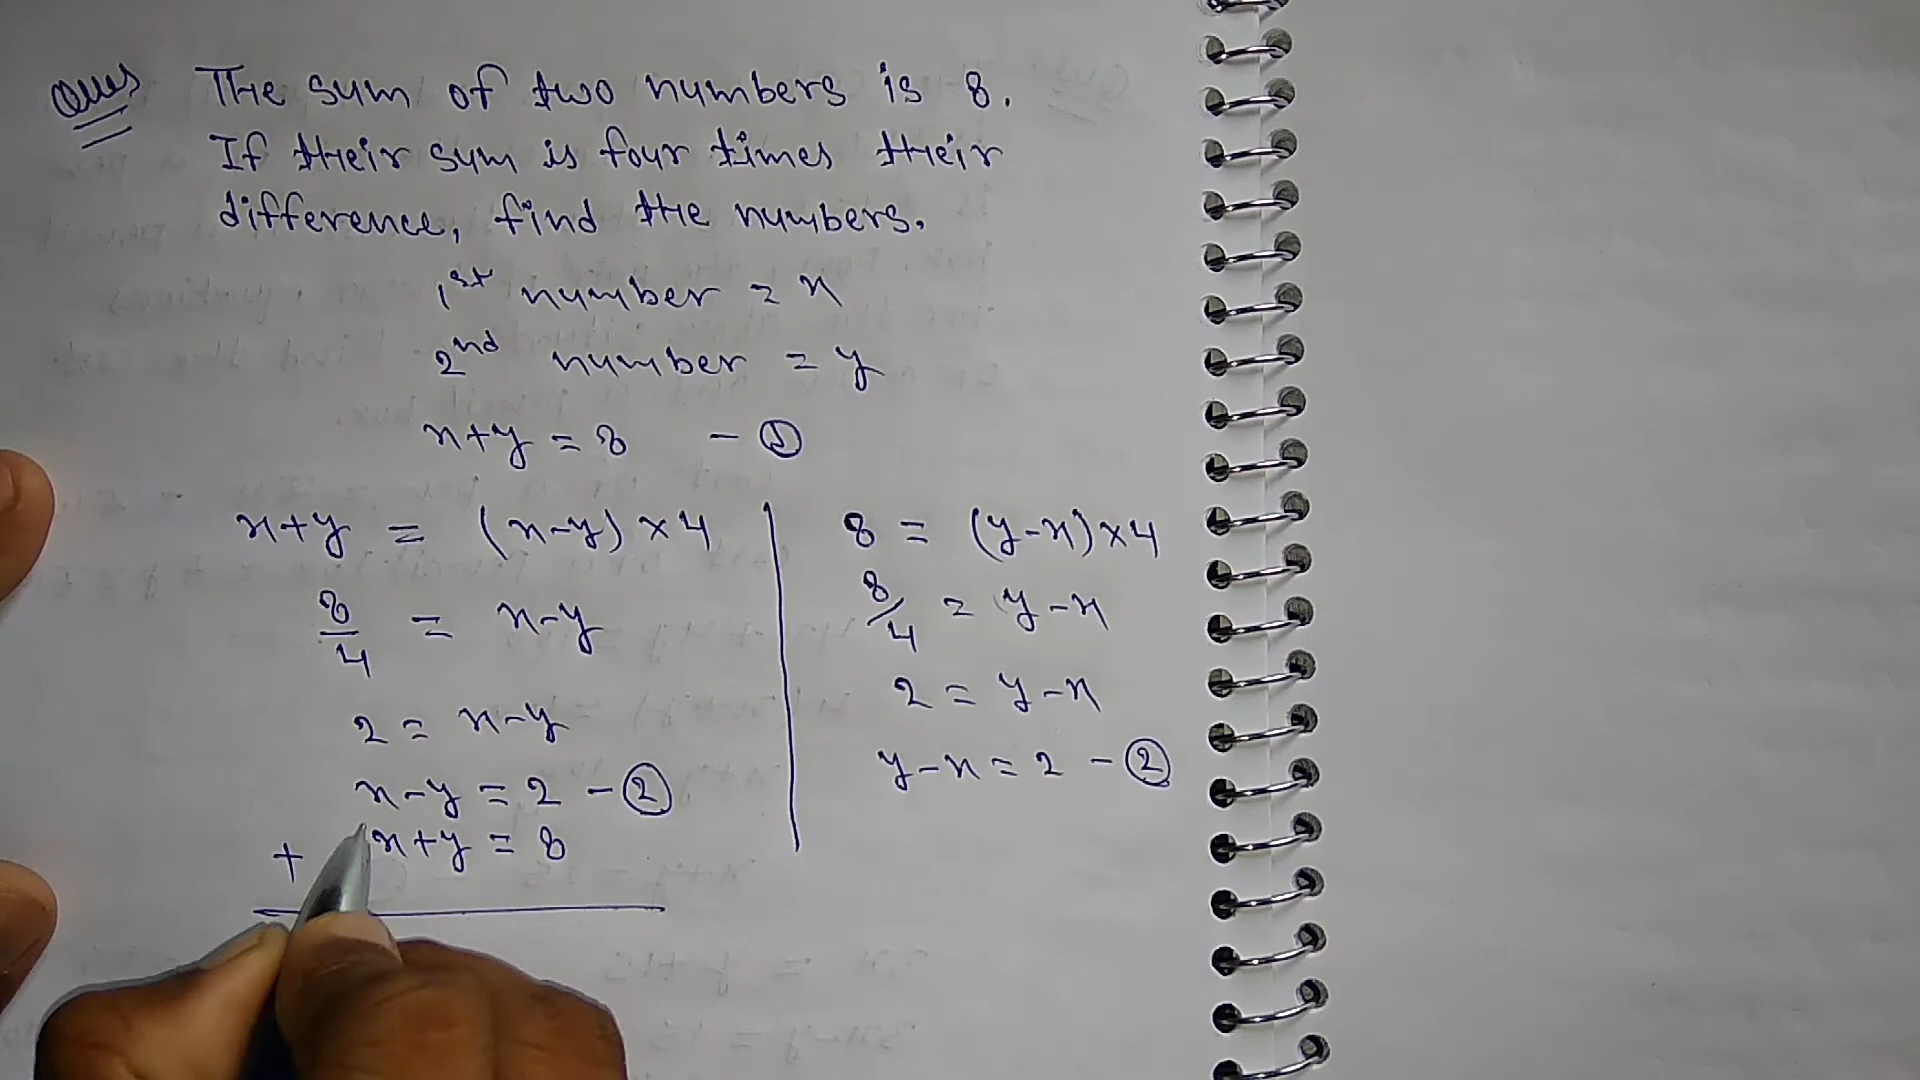 Ques The sum of two numbers is 8.
If their sum is four times their
difference, find the numbers.
1st number = x
2nd number = y
x+y = 8 - ①
x+y = (x-y) × 4
8/4 = x-y
2 = x-y
x-y = 2 - ②
+ x+y = 8
8 = (y-x) × 4
8/4 = y-x
2 = y-x
y-x = 2 - ②